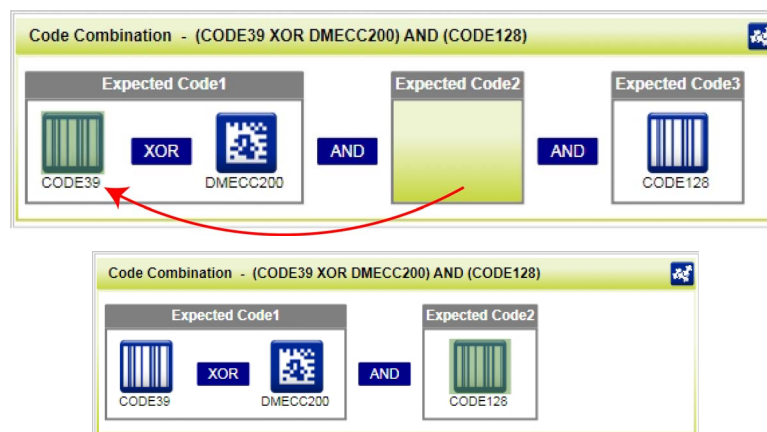 Code Combination - (CODE39 XOR DMECC200) AND (CODE128)
Expected Code1 Expected Code2 Expected Code3
XOR AND AND
CODE39 DMECC200 CODE128
Code Combination - (CODE39 XOR DMECC200) AND (CODE128)
Expected Code1 Expected Code2
XOR AND
CODE39 DMECC200 CODE128